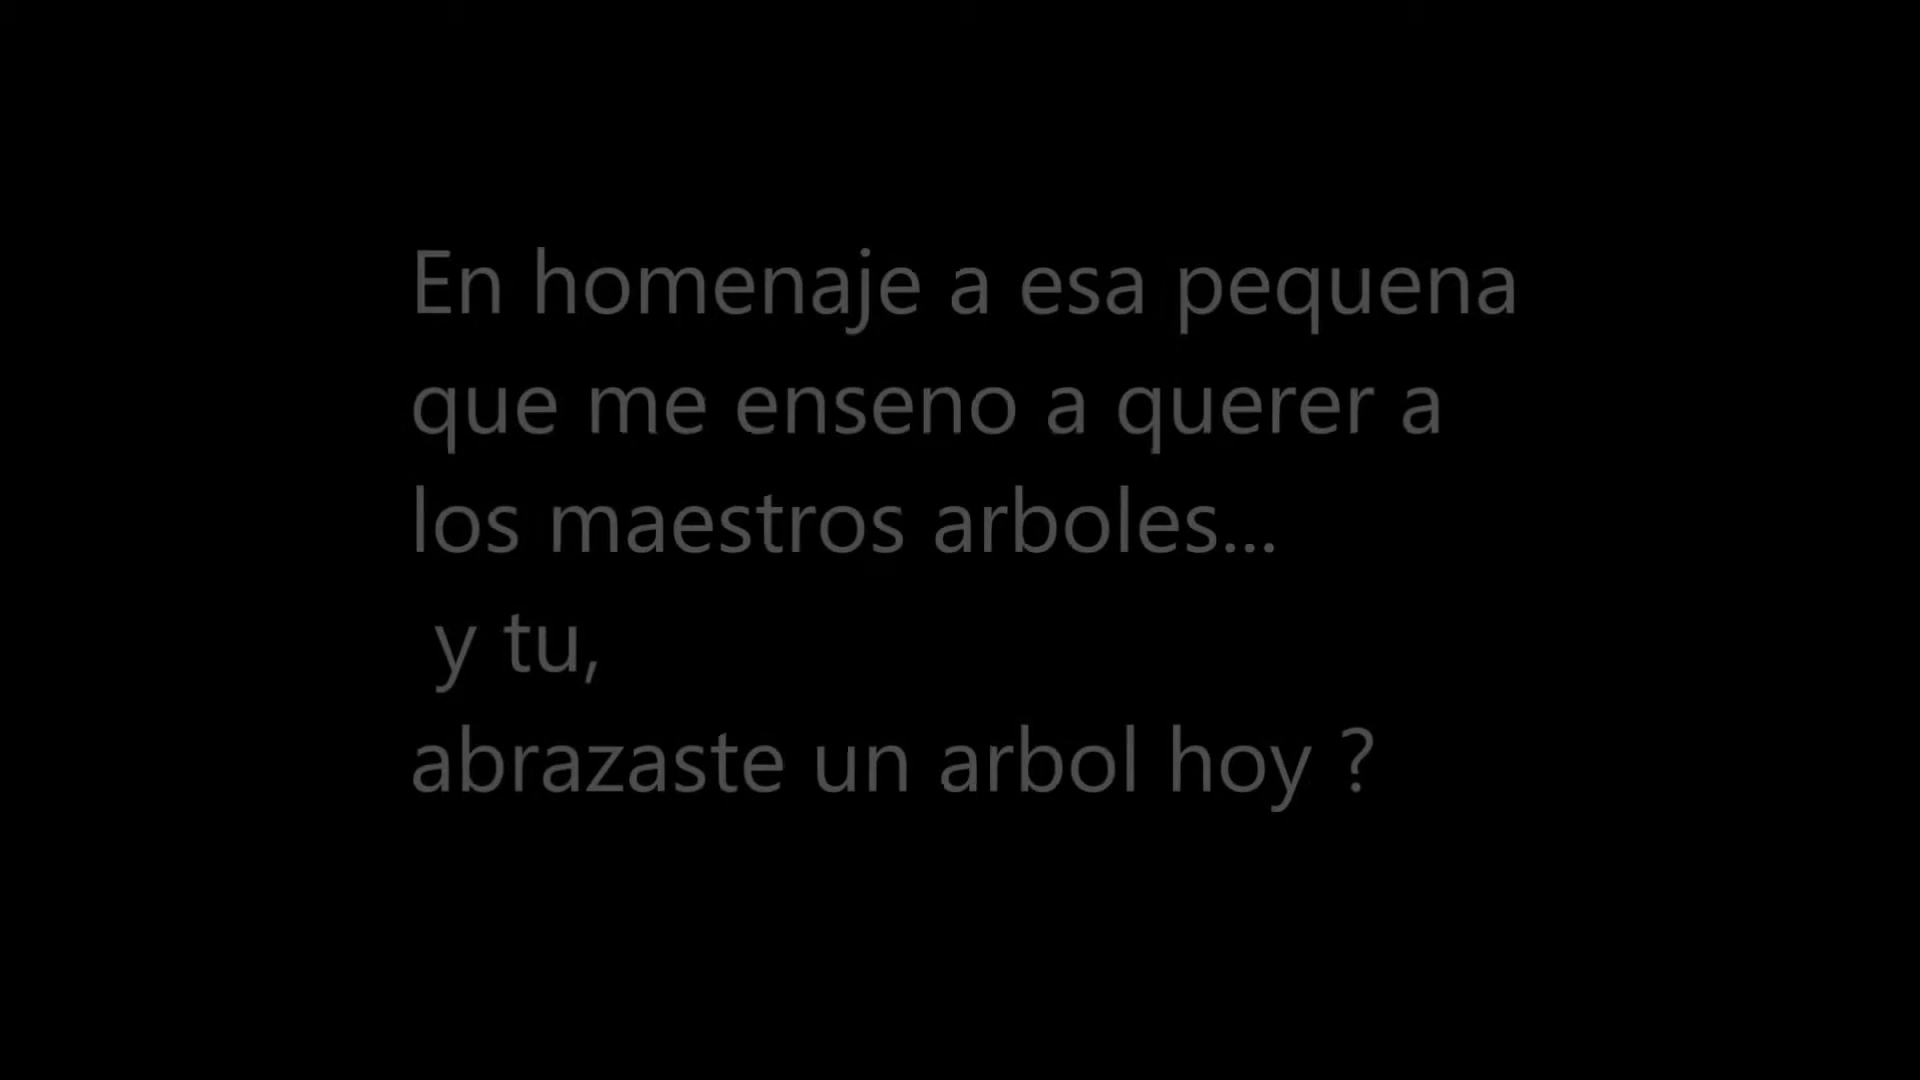 En homenaje a esa pequena
que me enseno a querer a
los maestros arboles...
y tu,
abrazaste un arbol hoy ?